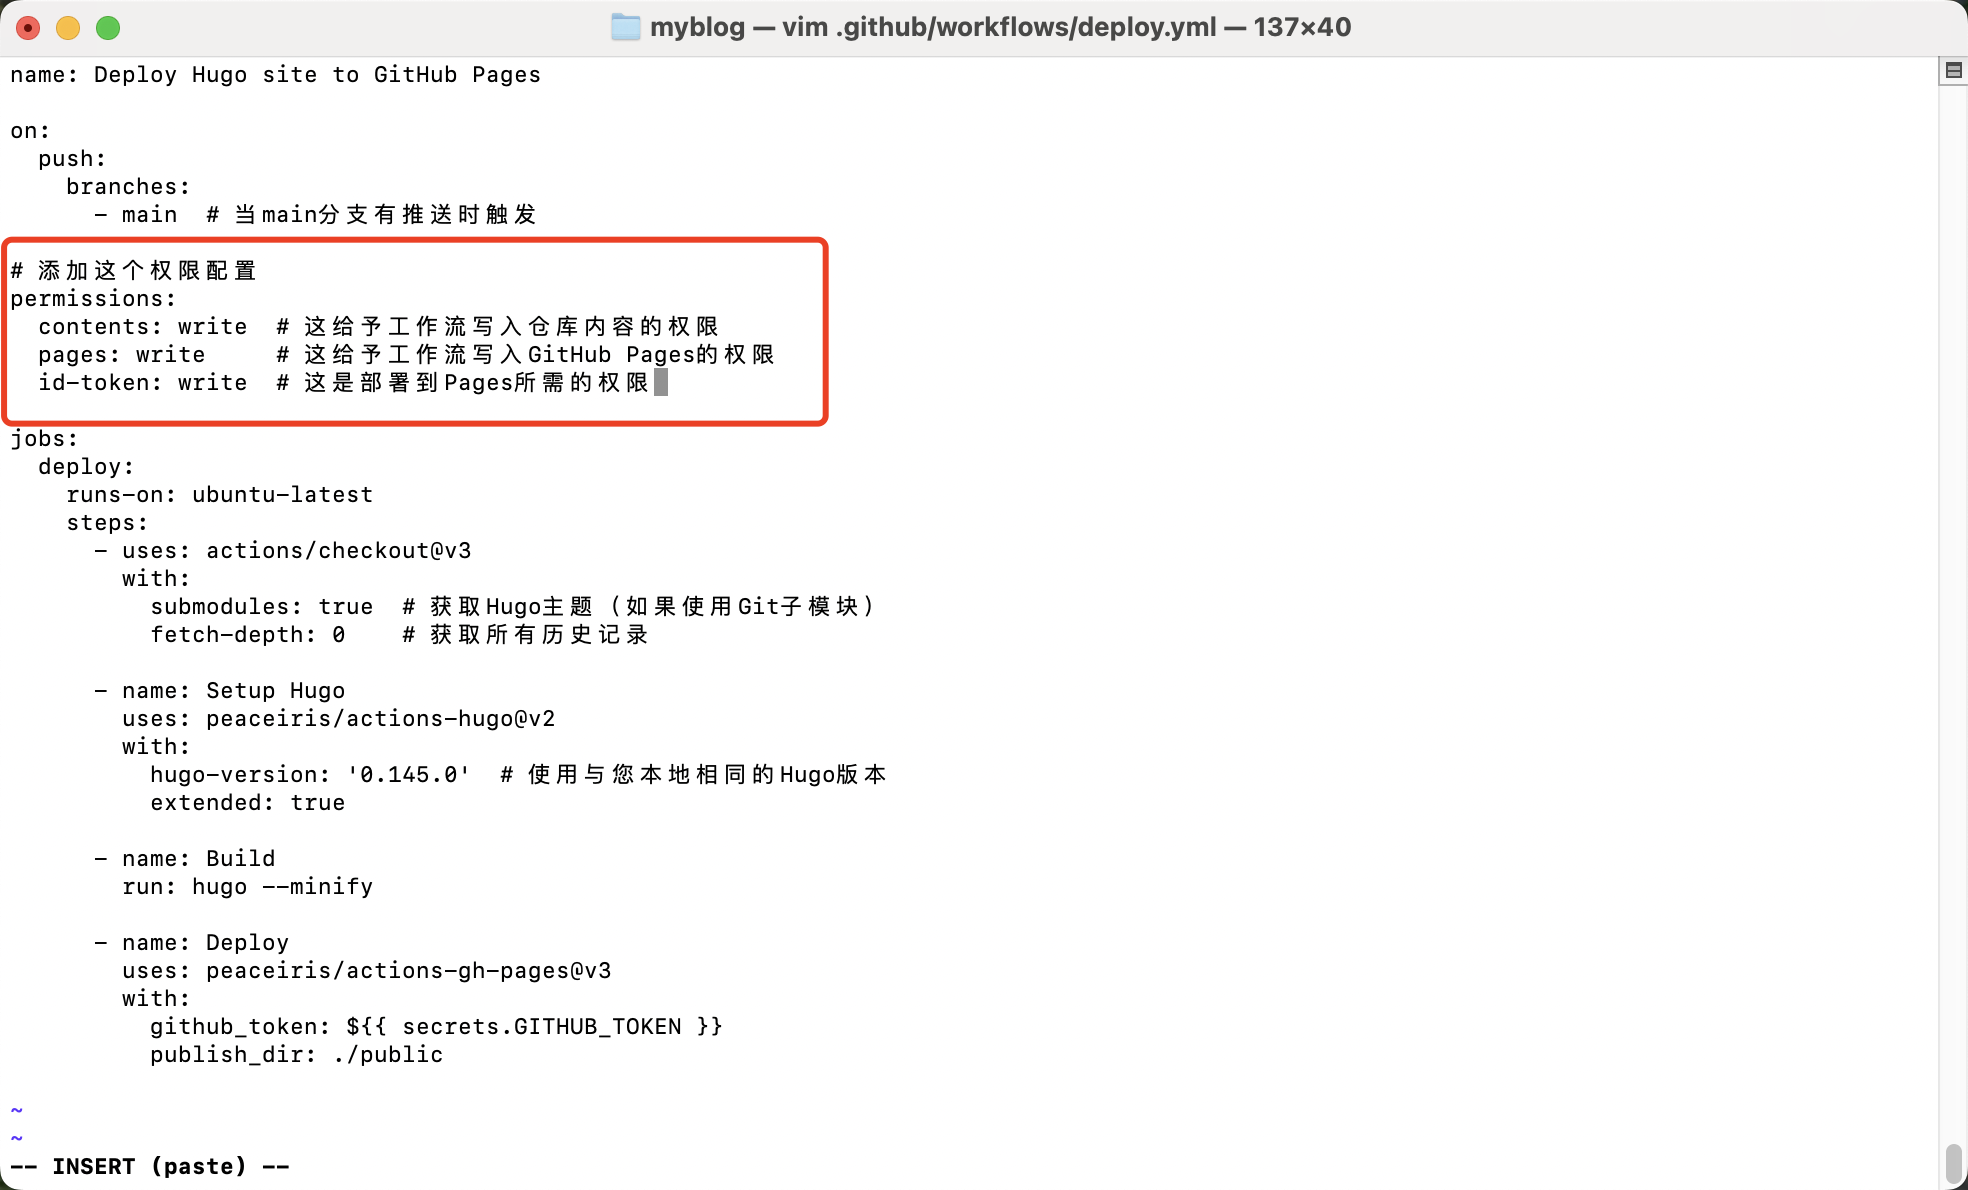 myblog — vim .github/workflows/deploy.yml — 137×40
name: Deploy Hugo site to GitHub Pages
on:
  push:
    branches:
      - main  # 当main分支有推送时触发
# 添加这个权限配置
permissions:
  contents: write  # 这给予工作流写入仓库内容的权限
  pages: write     # 这给予工作流写入GitHub Pages的权限
  id-token: write  # 这是部署到Pages所需的权限
jobs:
  deploy:
    runs-on: ubuntu-latest
    steps:
      - uses: actions/checkout@v3
        with:
          submodules: true  # 获取Hugo主题（如果使用Git子模块）
          fetch-depth: 0    # 获取所有历史记录
      - name: Setup Hugo
        uses: peaceiris/actions-hugo@v2
        with:
          hugo-version: '0.145.0'  # 使用与您本地相同的Hugo版本
          extended: true
      - name: Build
        run: hugo --minify
      - name: Deploy
        uses: peaceiris/actions-gh-pages@v3
        with:
          github_token: ${{ secrets.GITHUB_TOKEN }}
          publish_dir: ./public
~
~
-- INSERT (paste) --